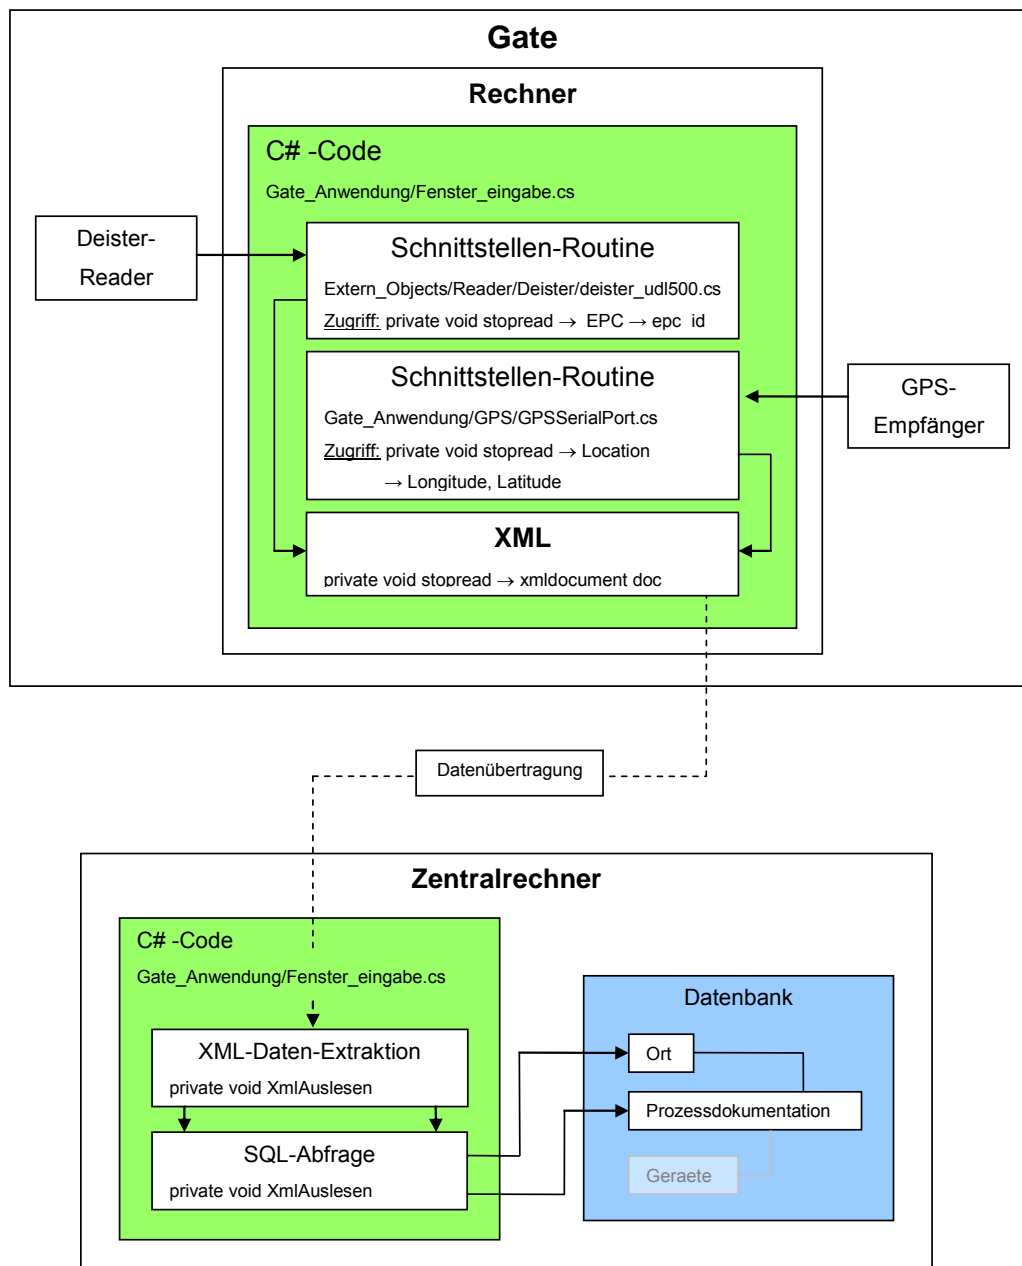 Gate
Rechner
C# -Code
Gate_Anwendung/Fenster_eingabe.cs
Deister-
Reader
Schnittstellen-Routine
Extern_Objects/Reader/Deister/deister_udl500.cs
Zugriff: private void stopread → EPC → epc_id
Schnittstellen-Routine
Gate_Anwendung/GPS/GPSSerialPort.cs
Zugriff: private void stopread → Location
→ Longitude, Latitude
GPS-
Empfänger
XML
private void stopread → xmldocument doc
Datenübertragung
Zentralrechner
C# -Code
Gate_Anwendung/Fenster_eingabe.cs
XML-Daten-Extraktion
private void XmlAuslesen
SQL-Abfrage
private void XmlAuslesen
Datenbank
Ort
Prozessdokumentation
Geraete